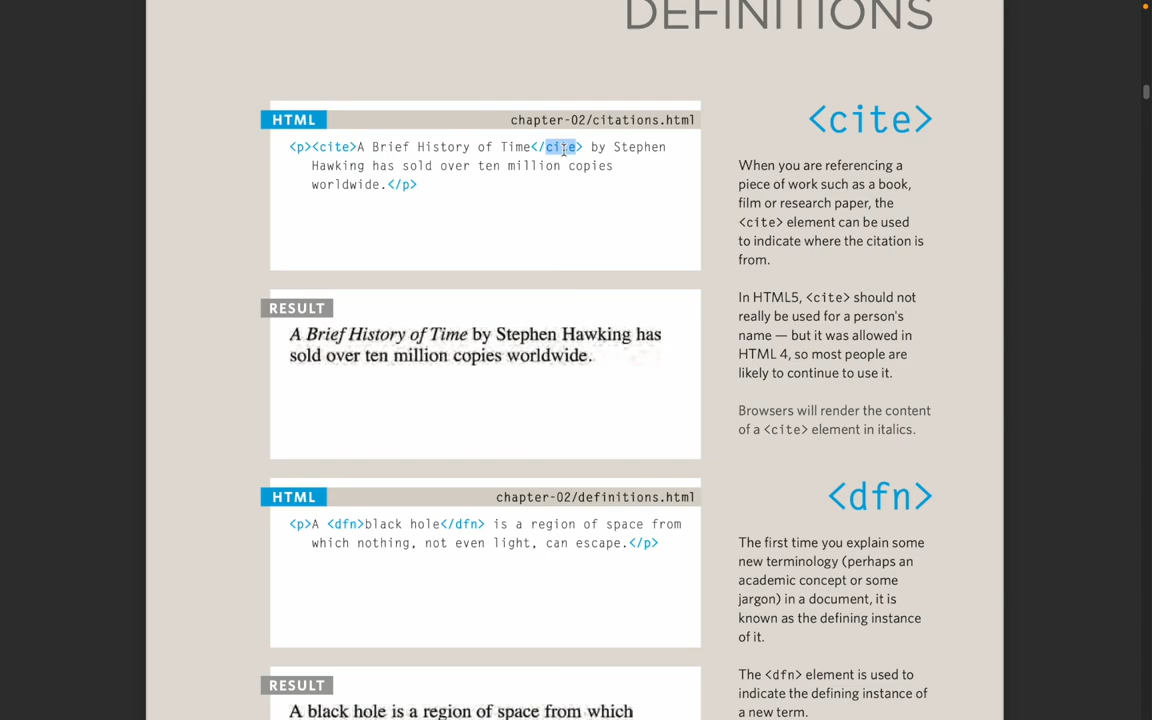 DEFINITIONS
HTML
chapter-02/citations.html
<p><cite>A Brief History of Time</cite> by Stephen
Hawking has sold over ten million copies
worldwide.</p>
RESULT
A Brief History of Time by Stephen Hawking has
sold over ten million copies worldwide.
<cite>
When you are referencing a
piece of work such as a book,
film or research paper, the
<cite> element can be used
to indicate where the citation is
from.
In HTML5, <cite> should not
really be used for a person's
name — but it was allowed in
HTML 4, so most people are
likely to continue to use it.
Browsers will render the content
of a <cite> element in italics.
HTML
chapter-02/definitions.html
<p>A <dfn>black hole</dfn> is a region of space from
which nothing, not even light, can escape.</p>
RESULT
A black hole is a region of space from which
<dfn>
The first time you explain some
new terminology (perhaps an
academic concept or some
jargon) in a document, it is
known as the defining instance
of it.
The <dfn> element is used to
indicate the defining instance of
a new term.